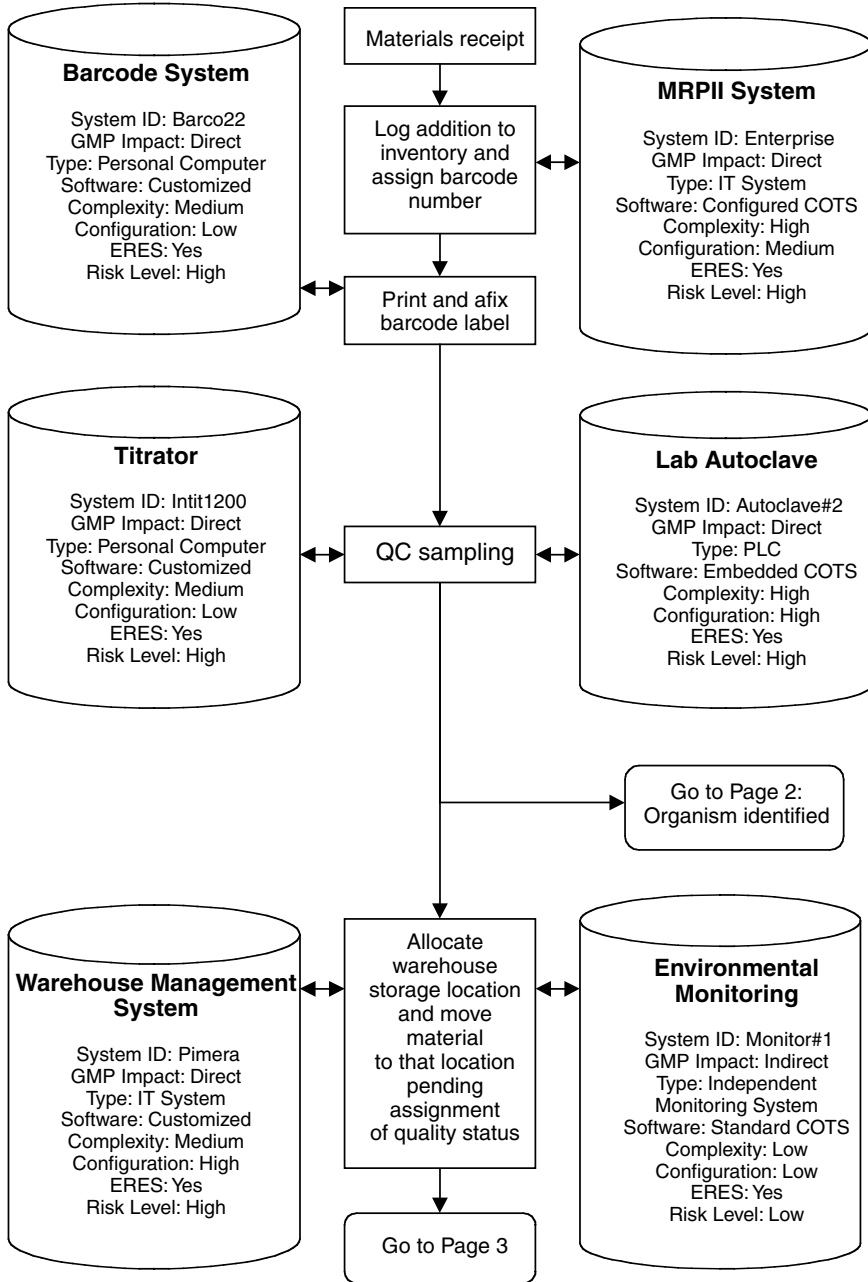 Materials receipt
Barcode System
System ID: Barco22
GMP Impact: Direct
Type: Personal Computer
Software: Customized
Complexity: Medium
Configuration: Low
ERES: Yes
Risk Level: High
Log addition to
inventory and
assign barcode
number
MRPII System
System ID: Enterprise
GMP Impact: Direct
Type: IT System
Software: Configured COTS
Complexity: High
Configuration: Medium
ERES: Yes
Risk Level: High
Print and afix
barcode label
Titrator
System ID: Intit1200
GMP Impact: Direct
Type: Personal Computer
Software: Customized
Complexity: Medium
Configuration: Low
ERES: Yes
Risk Level: High
QC sampling
Lab Autoclave
System ID: Autoclave#2
GMP Impact: Direct
Type: PLC
Software: Embedded COTS
Complexity: High
Configuration: High
ERES: Yes
Risk Level: High
Go to Page 2:
Organism identified
Warehouse Management
System
System ID: Pimera
GMP Impact: Direct
Type: IT System
Software: Customized
Complexity: Medium
Configuration: High
ERES: Yes
Risk Level: High
Allocate
warehouse
storage location
and move
material
to that location
pending
assignment
of quality status
Environmental
Monitoring
System ID: Monitor#1
GMP Impact: Indirect
Type: Independent
Monitoring System
Software: Standard COTS
Complexity: Low
Configuration: Low
ERES: Yes
Risk Level: Low
Go to Page 3